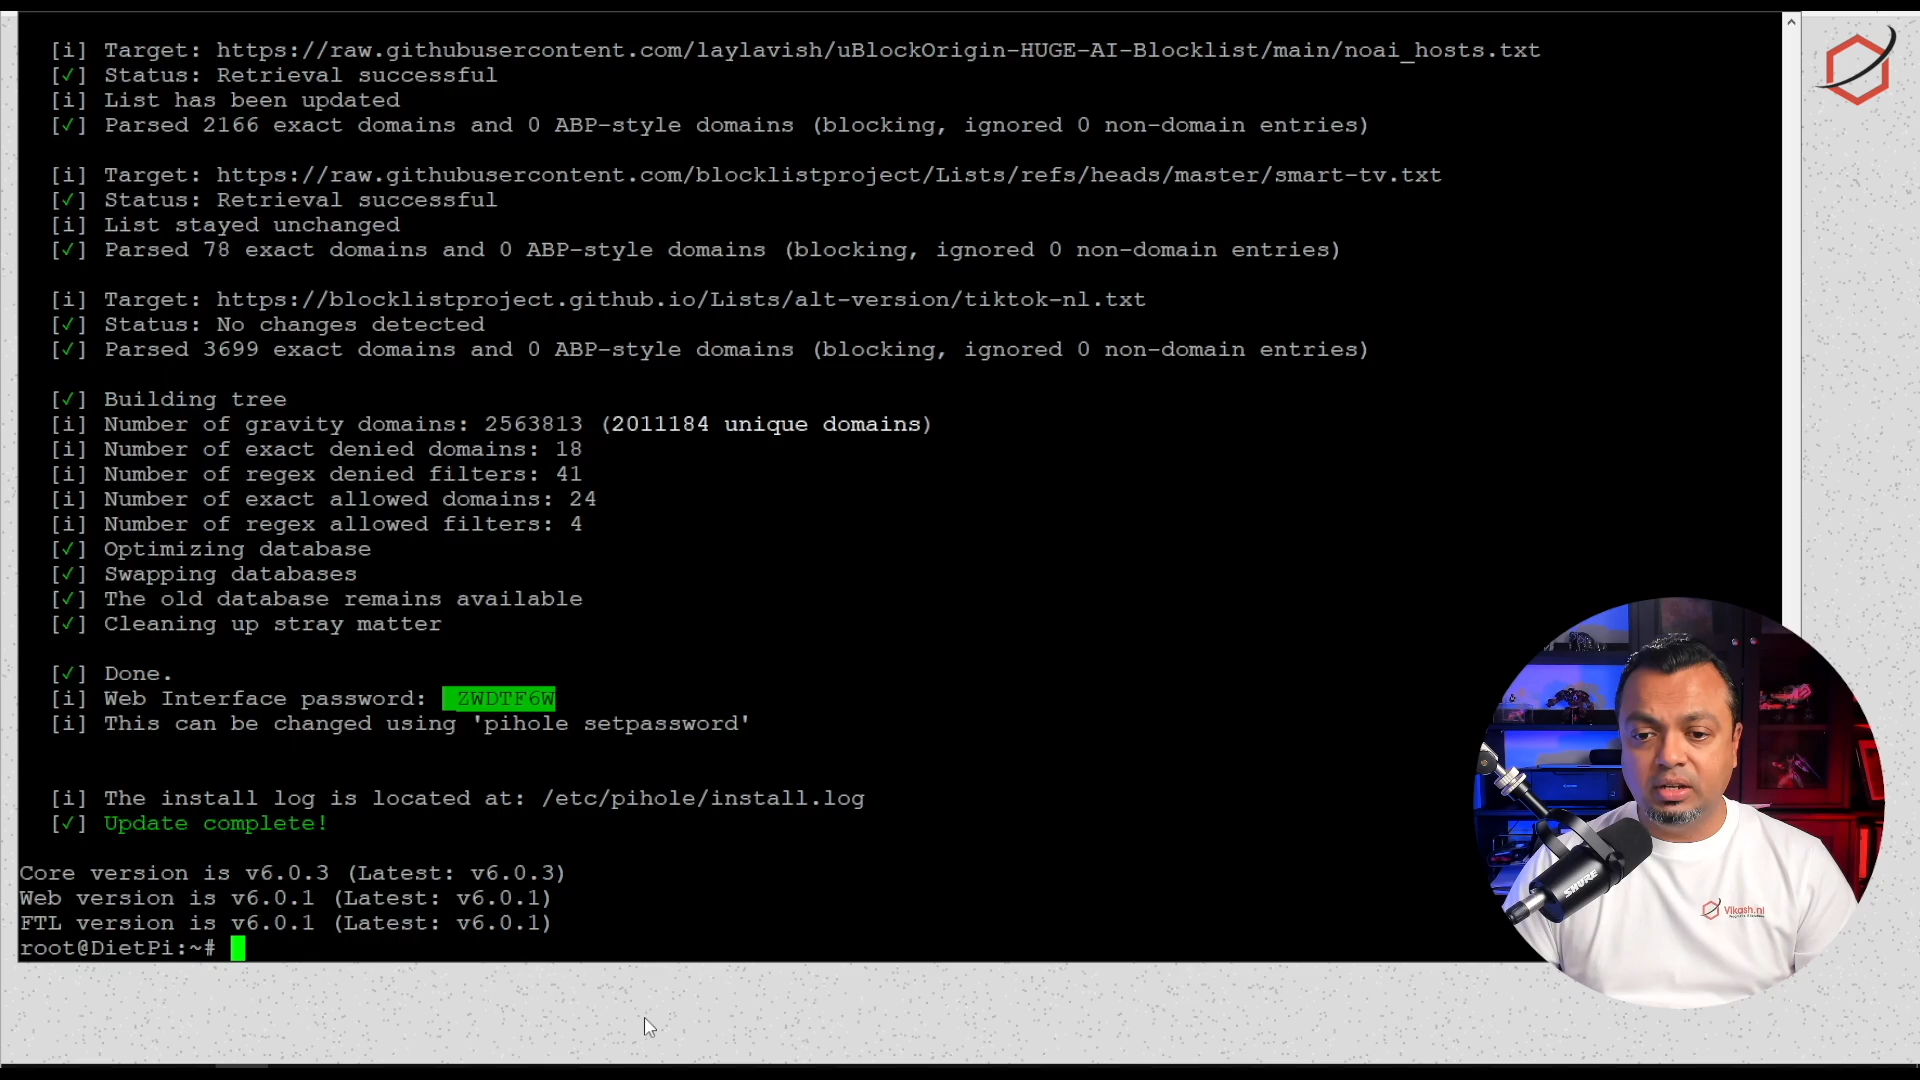 [i] Target: https://raw.githubusercontent.com/laylavish/uBlockOrigin-HUGE-AI-Blocklist/main/noai_hosts.txt
[✓] Status: Retrieval successful
[i] List has been updated
[✓] Parsed 2166 exact domains and 0 ABP-style domains (blocking, ignored 0 non-domain entries)
[i] Target: https://raw.githubusercontent.com/blocklistproject/Lists/refs/heads/master/smart-tv.txt
[✓] Status: Retrieval successful
[i] List stayed unchanged
[✓] Parsed 78 exact domains and 0 ABP-style domains (blocking, ignored 0 non-domain entries)
[i] Target: https://blocklistproject.github.io/Lists/alt-version/tiktok-nl.txt
[✓] Status: No changes detected
[✓] Parsed 3699 exact domains and 0 ABP-style domains (blocking, ignored 0 non-domain entries)
[✓] Building tree
[i] Number of gravity domains: 2563813 (2011184 unique domains)
[i] Number of exact denied domains: 18
[i] Number of regex denied filters: 41
[i] Number of exact allowed domains: 24
[i] Number of regex allowed filters: 4
[✓] Optimizing database
[✓] Swapping databases
[✓] The old database remains available
[✓] Cleaning up stray matter
[✓] Done.
[i] Web Interface password: _ZWDTF6W
[i] This can be changed using 'pihole setpassword'
[i] The install log is located at: /etc/pihole/install.log
[✓] Update complete!
Core version is v6.0.3 (Latest: v6.0.3)
Web version is v6.0.1 (Latest: v6.0.1)
FTL version is v6.0.1 (Latest: v6.0.1)
root@DietPi:~#
SHURE
Vikash.nl